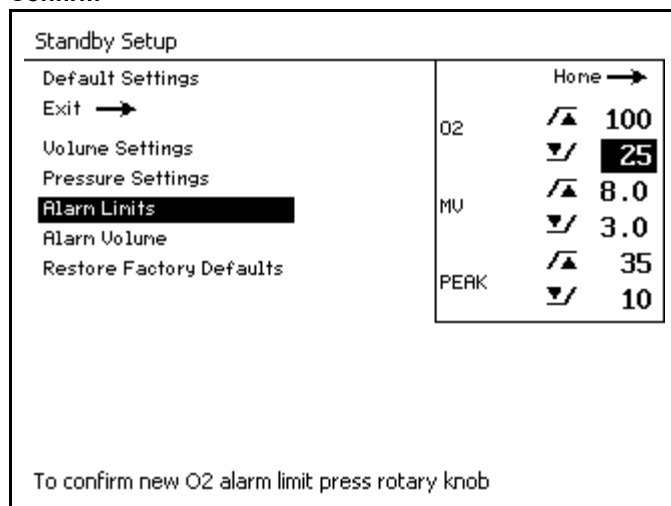 Standby Setup
Default Settings
Exit
Volume Settings
Pressure Settings
Alarm Limits
Alarm Volume
Restore Factory Defaults
Home
O2
100
25
MV
8.0
3.0
PEAK
35
10
To confirm new O2 alarm limit press rotary knob